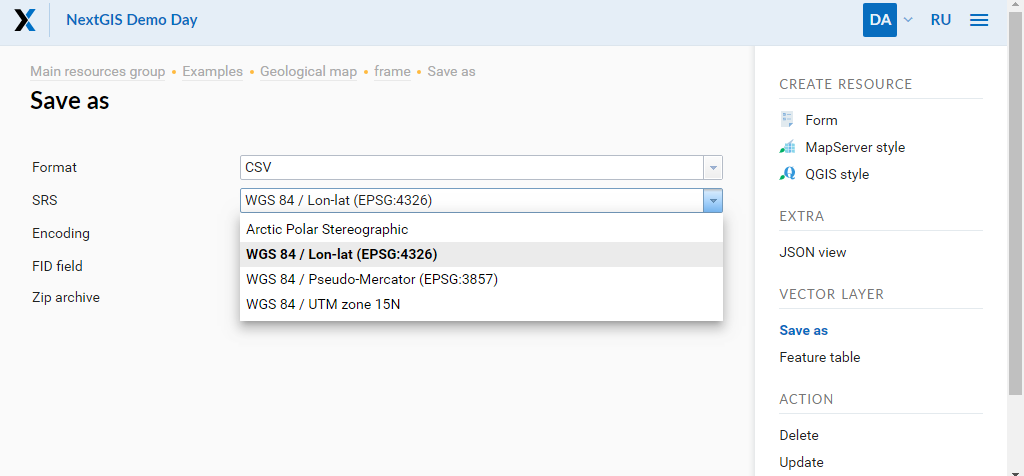 NextGIS Demo Day
DA
RU
Main resources group • Examples • Geological map • frame • Save as
Save as
Format
CSV
SRS
WGS 84 / Lon-lat (EPSG:4326)
Encoding
FID field
Zip archive
Arctic Polar Stereographic
WGS 84 / Lon-lat (EPSG:4326)
WGS 84 / Pseudo-Mercator (EPSG:3857)
WGS 84 / UTM zone 15N
CREATE RESOURCE
Form
MapServer style
QGIS style
EXTRA
JSON view
VECTOR LAYER
Save as
Feature table
ACTION
Delete
Update